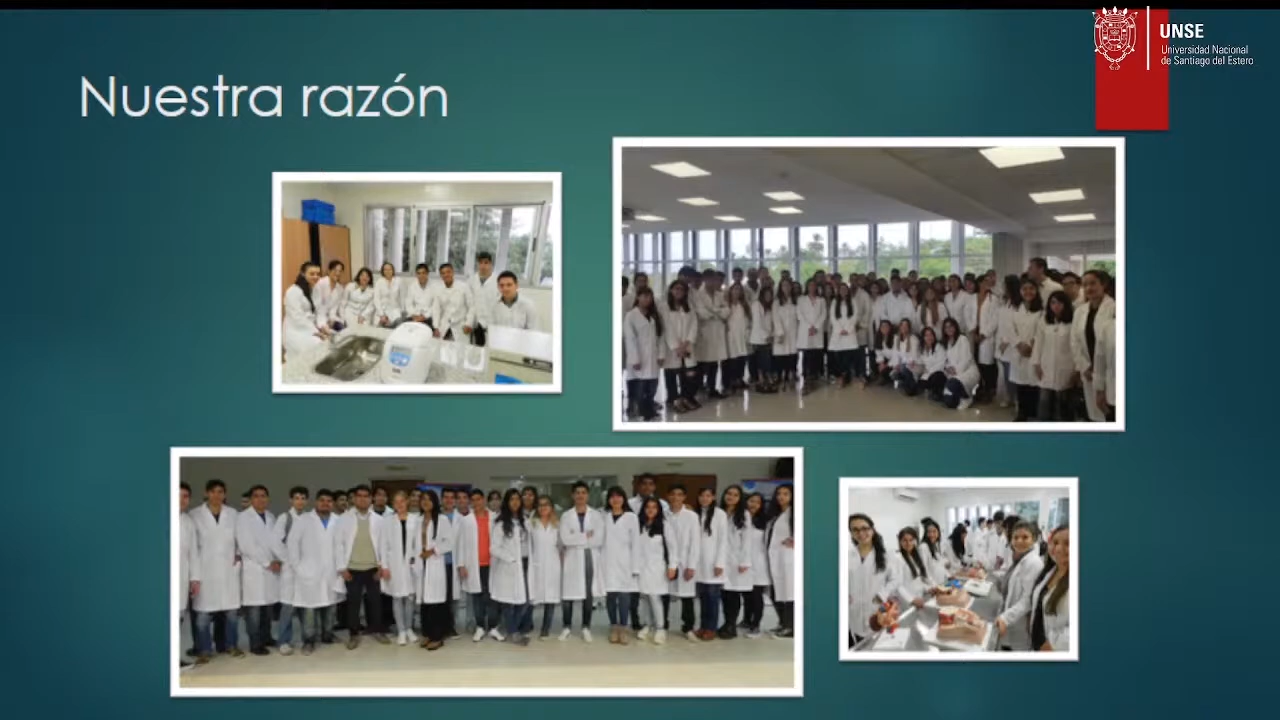 Nuestra razón
UNSE
Universidad Nacional
de Santiago del Estero